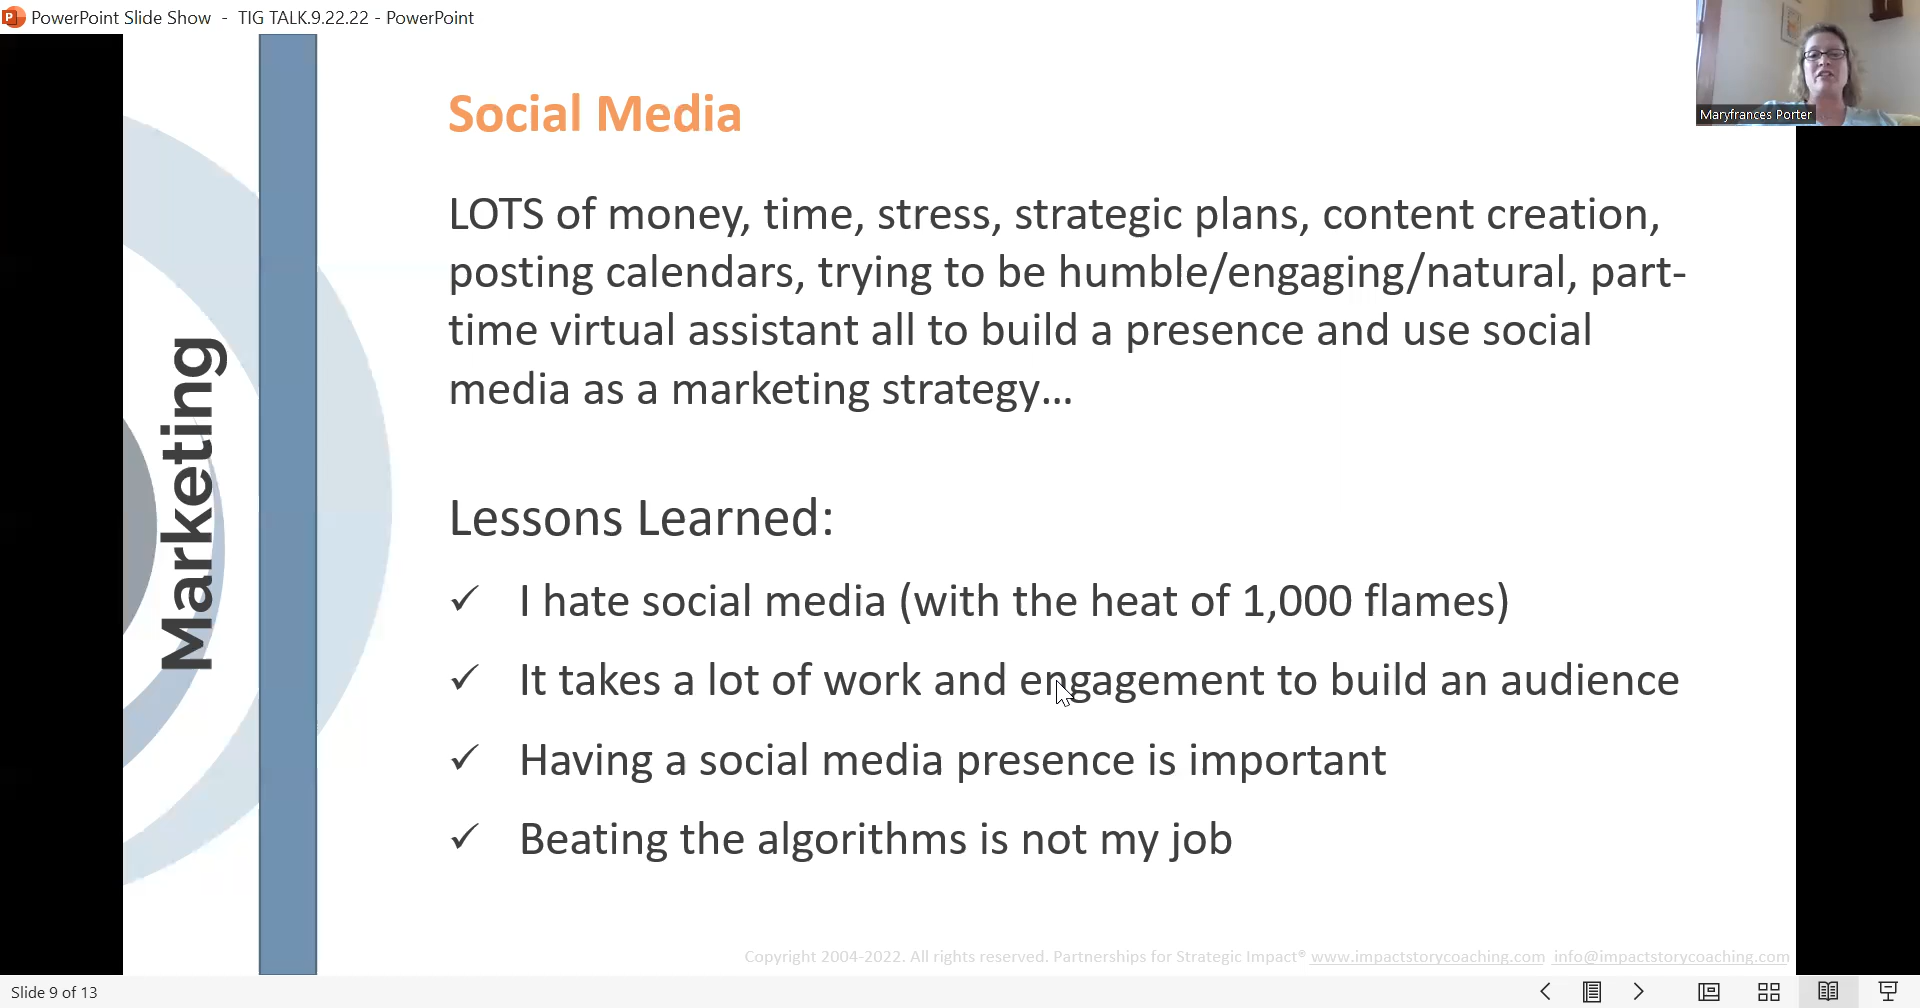 PowerPoint Slide Show - TIG TALK.9.22.22 - PowerPoint
Maryfrances Porter
Marketing
Social Media
LOTS of money, time, stress, strategic plans, content creation,
posting calendars, trying to be humble/engaging/natural, part-
time virtual assistant all to build a presence and use social
media as a marketing strategy…
Lessons Learned:
✓ I hate social media (with the heat of 1,000 flames)
✓ It takes a lot of work and engagement to build an audience
✓ Having a social media presence is important
✓ Beating the algorithms is not my job
Copyright 2004-2022. All rights reserved. Partnerships for Strategic Impact® www.impactstorycoaching.com info@impactstorycoaching.com
Slide 9 of 13